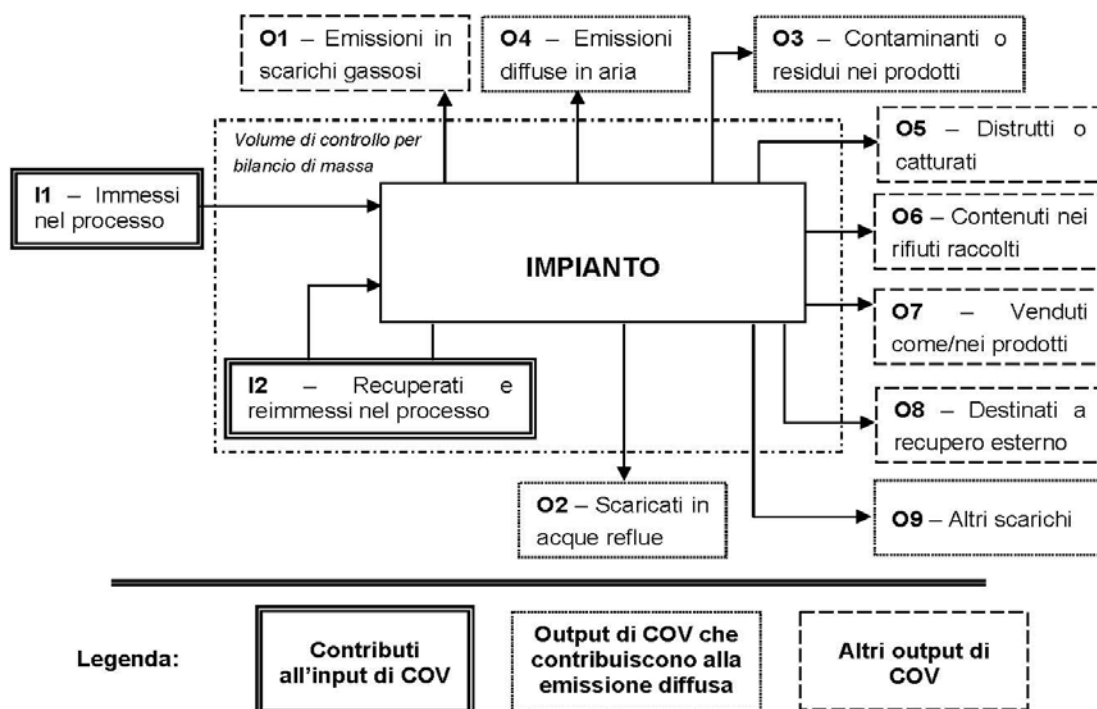 O1 – Emissioni in
scarichi gassosi
O4 – Emissioni
diffuse in aria
O3 – Contaminanti o
residui nei prodotti
Volume di controllo per
bilancio di massa
O5 – Distrutti o
catturati
I1 – Immessi
nel processo
IMPIANTO
O6 – Contenuti nei
rifiuti raccolti
O7 – Venduti
come/nei prodotti
I2 – Recuperati e
reimmessi nel processo
O8 – Destinati a
recupero esterno
O2 – Scaricati in
acque reflue
O9 – Altri scarichi
Legenda:
Contributi
all'input di COV
Output di COV che
contribuiscono alla
emissione diffusa
Altri output di
COV